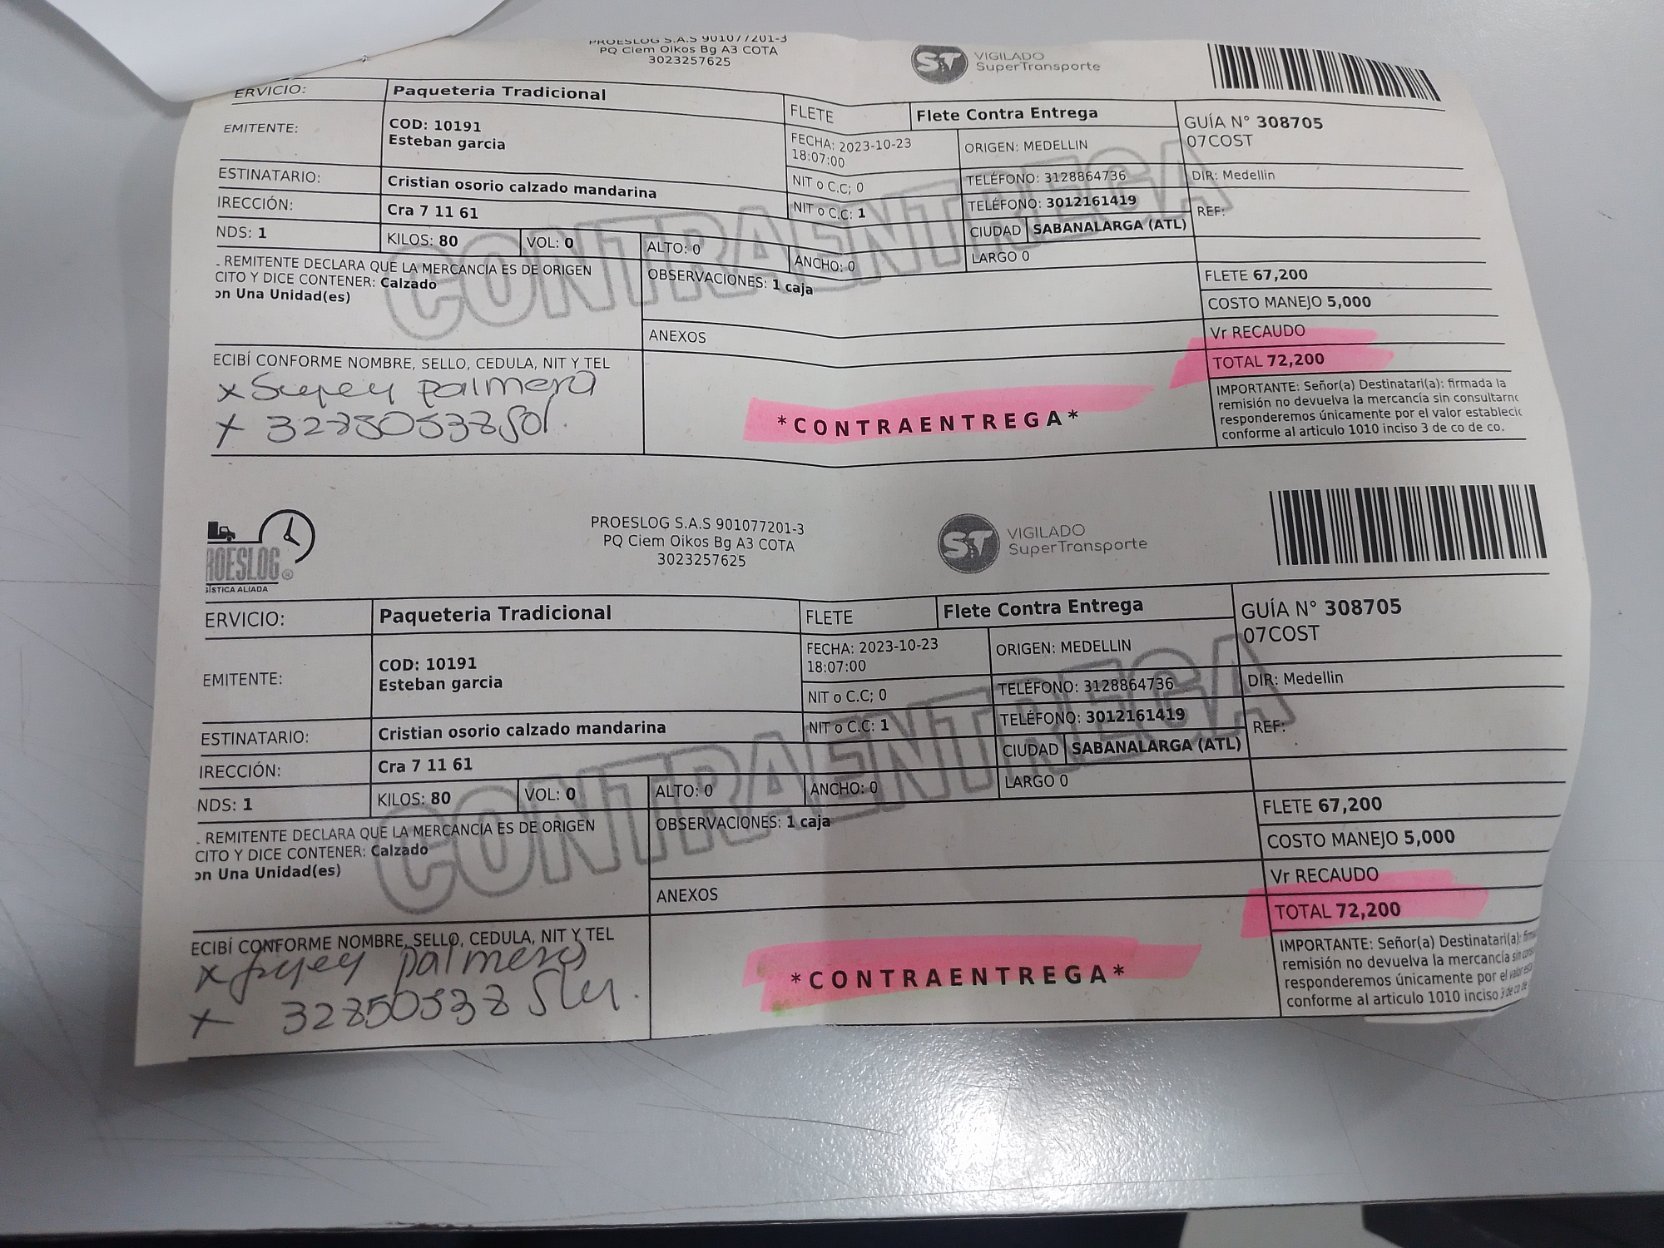 PROESLOG S.A.S 901077201-3
PQ Ciem Oikos Bg A3 COTA
3023257625
ST VIGILADO
SuperTransporte
ERVICIO: Paqueteria Tradicional FLETE Flete Contra Entrega
GUÍA N° 308705
07COST
EMITENTE: COD: 10191
Esteban garcia
FECHA: 2023-10-23
18:07:00
ORIGEN: MEDELLIN
NIT o C.C; 0 TELÉFONO: 3128864736 DIR: Medellin
ESTINATARIO: Cristian osorio calzado mandarina NIT o C.C: 1 TELÉFONO: 3012161419 REF:
IRECCIÓN: Cra 7 11 61 CIUDAD SABANALARGA (ATL)
NDS: 1 KILOS: 80 VOL: 0 ALTO: 0 ANCHO: 0 LARGO 0
CONTRAENTREGA
. REMITENTE DECLARA QUE LA MERCANCIA ES DE ORIGEN
CITO Y DICE CONTENER: Calzado
on Una Unidad(es)
OBSERVACIONES: 1 caja
ANEXOS
FLETE 67,200
COSTO MANEJO 5,000
Vr RECAUDO
TOTAL 72,200
ECIBÍ CONFORME NOMBRE, SELLO, CEDULA, NIT Y TEL
x palmera
+
*CONTRAENTREGA*
IMPORTANTE: Señor(a) Destinatari(a): firmada la
remisión no devuelva la mercancía sin
responderemos únicamente por el valor
conforme al articulo 1010 inciso 3 de co de co.
ROESLOG ®
ÍSTICA ALIADA
PROESLOG S.A.S 901077201-3
PQ Ciem Oikos Bg A3 COTA
3023257625
ST VIGILADO
SuperTransporte
ERVICIO: Paqueteria Tradicional FLETE Flete Contra Entrega
GUÍA N° 308705
07COST
EMITENTE: COD: 10191
Esteban garcia
FECHA: 2023-10-23
18:07:00
ORIGEN: MEDELLIN
NIT o C.C; 0 TELÉFONO: 3128864736 DIR: Medellin
ESTINATARIO: Cristian osorio calzado mandarina NIT o C.C: 1 TELÉFONO: 3012161419 REF:
IRECCIÓN: Cra 7 11 61 CIUDAD SABANALARGA (ATL)
NDS: 1 KILOS: 80 VOL: 0 ALTO: 0 ANCHO: 0 LARGO 0
CONTRAENTREGA
. REMITENTE DECLARA QUE LA MERCANCIA ES DE ORIGEN
CITO Y DICE CONTENER: Calzado
on Una Unidad(es)
OBSERVACIONES: 1 caja
ANEXOS
FLETE 67,200
COSTO MANEJO 5,000
Vr RECAUDO
TOTAL 72,200
ECIBÍ CONFORME NOMBRE, SELLO, CEDULA, NIT Y TEL
x palmera
+
*CONTRAENTREGA*
IMPORTANTE: Señor(a) Destinatari(a):
remisión no devuelva la mercancía sin
responderemos únicamente por el valor
conforme al articulo 1010 inciso 3 de co de